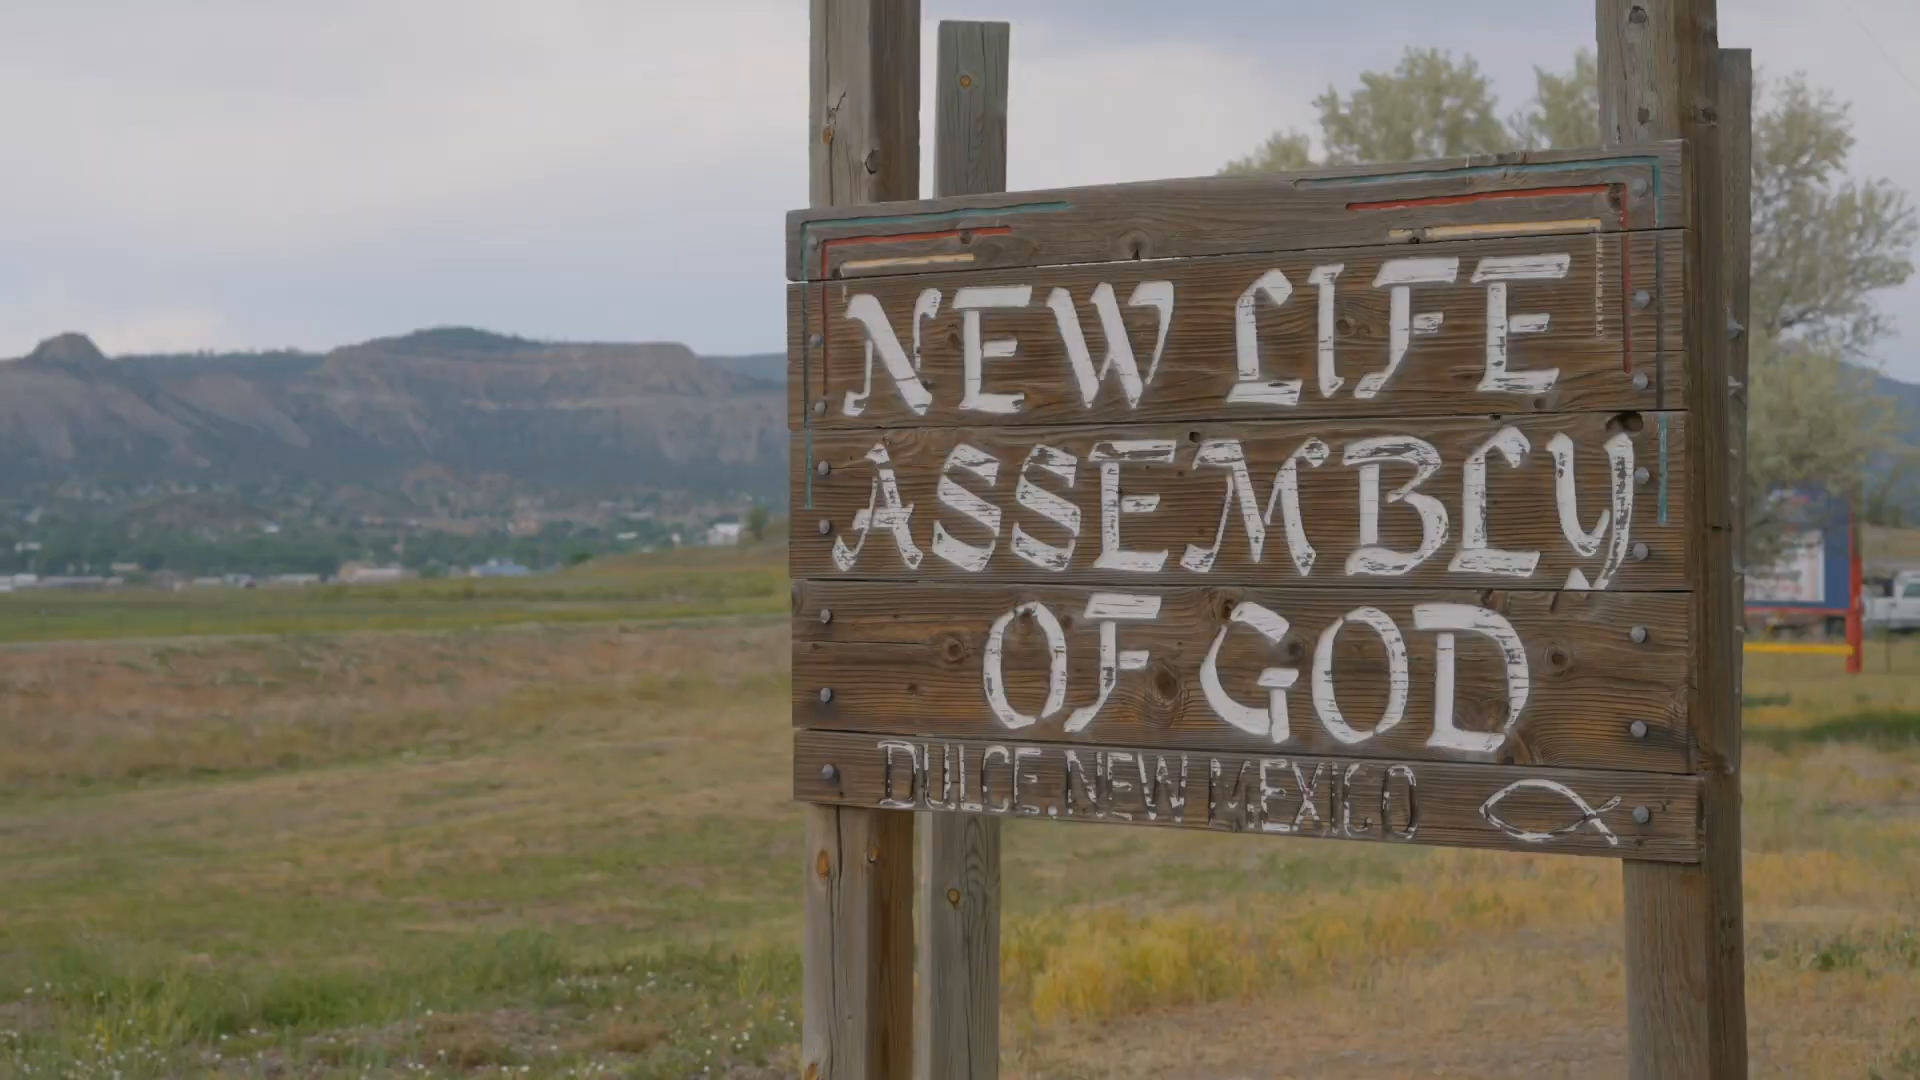 NEW LIFE
ASSEMBLY
OF GOD
DULCE, NEW MEXICO